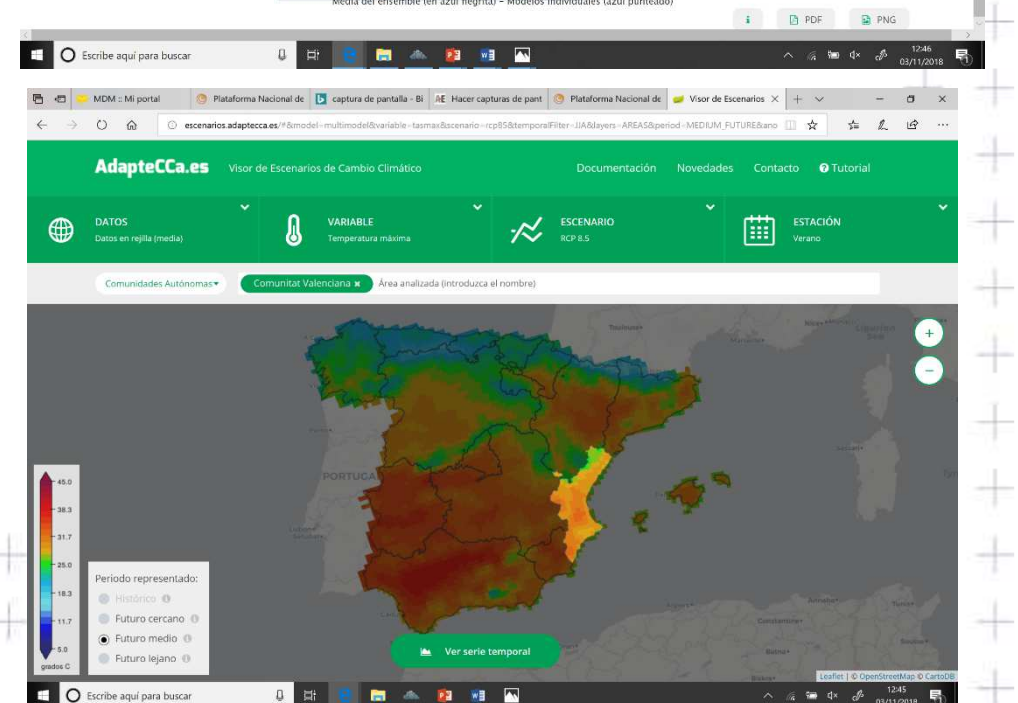 Media del ensemble (en azul negrita) - Modelos individuales (azul punteado)
i PDF PNG
Escribe aquí para buscar
12:46
03/11/2018
MDM :: Mi portal Plataforma Nacional de captura de pantalla - Bi Hacer capturas de pant Plataforma Nacional de Visor de Escenarios
escenarios.adaptecca.es/#&model=multimodel&variable=tasmax&scenario=rcp85&temporalFilter=JJA&layers=AREAS&period=MEDIUM_FUTURE&ano
AdapteCCa.es Visor de Escenarios de Cambio Climático Documentación Novedades Contacto Tutorial
DATOS VARIABLE ESCENARIO ESTACIÓN
Datos en rejilla (media) Temperatura máxima RCP 8.5 Verano
Comunidades Autónomas Comunitat Valenciana × Área analizada (introduzca el nombre)
Toulouse
+
−
PORTUGAL
45.0
38.3
31.7
25.0
18.3
11.7
5.0
grados C
Periodo representado:
Histórico
Futuro cercano
Futuro medio
Futuro lejano
Ver serie temporal
Leaflet | © OpenStreetMap © CartoDB
Escribe aquí para buscar
12:45
03/11/2018